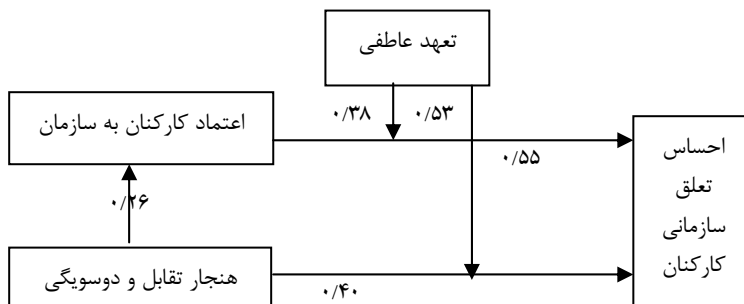 تعهد عاطفی
۰/۳۸
۰/۵۳
اعتماد کارکنان به سازمان
۰/۵۵
احساس
تعلق
سازمانی
کارکنان
۰/۲۶
هنجار تقابل و دوسویگی
۰/۴۰